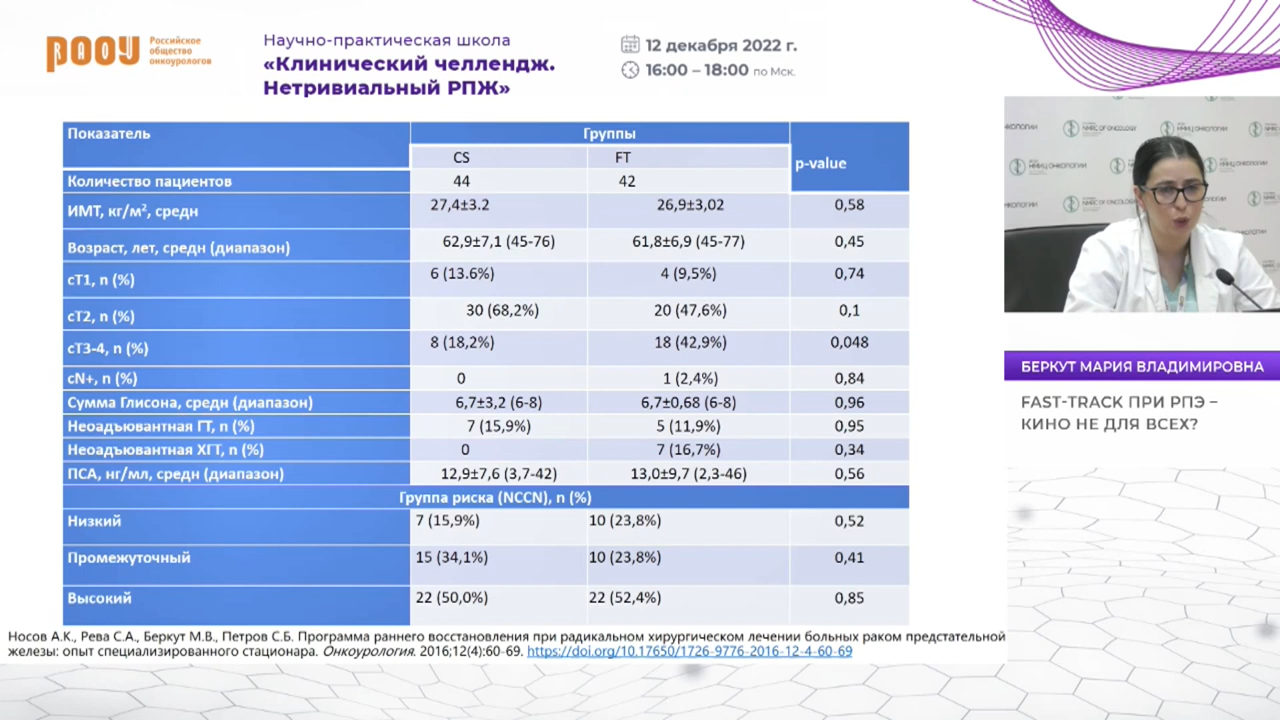 РАОУ
Российское
общество
онкоурологов
Научно-практическая школа
«Клинический челлендж.
Нетривиальный РПЖ»
12 декабря 2022 г.
16:00 – 18:00 по Мск.
Показатель Группы p-value
CS FT
Количество пациентов 44 42
ИМТ, кг/м², средн 27,4±3.2 26,9±3,02 0,58
Возраст, лет, средн (диапазон) 62,9±7,1 (45-76) 61,8±6,9 (45-77) 0,45
cT1, n (%) 6 (13.6%) 4 (9,5%) 0,74
cT2, n (%) 30 (68,2%) 20 (47,6%) 0,1
cT3-4, n (%) 8 (18,2%) 18 (42,9%) 0,048
cN+, n (%) 0 1 (2,4%) 0,84
Сумма Глисона, средн (диапазон) 6,7±3,2 (6-8) 6,7±0,68 (6-8) 0,96
Неоадъювантная ГТ, n (%) 7 (15,9%) 5 (11,9%) 0,95
Неоадъювантная ХГТ, n (%) 0 7 (16,7%) 0,34
ПСА, нг/мл, средн (диапазон) 12,9±7,6 (3,7-42) 13,0±9,7 (2,3-46) 0,56
Группа риска (NCCN), n (%)
Низкий 7 (15,9%) 10 (23,8%) 0,52
Промежуточный 15 (34,1%) 10 (23,8%) 0,41
Высокий 22 (50,0%) 22 (52,4%) 0,85
Носов А.К., Рева С.А., Беркут М.В., Петров С.Б. Программа раннего восстановления при радикальном хирургическом лечении больных раком предстательной
железы: опыт специализированного стационара. Онкоурология. 2016;12(4):60-69. https://doi.org/10.17650/1726-9776-2016-12-4-60-69
НМИЦ ОНКОЛОГИИ
NMRC OF ONCOLOGY
БЕРКУТ МАРИЯ ВЛАДИМИРОВНА
FAST-TRACK ПРИ РПЭ –
КИНО НЕ ДЛЯ ВСЕХ?